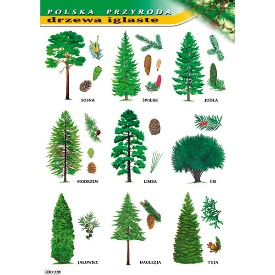 POLSKA PRZYRODA
drzewa iglaste
SOSNA
ŚWIERK
JODŁA
MODRZEW
LIMBA
CIS
JAŁOWIEC
DAGLEZJA
TUJA